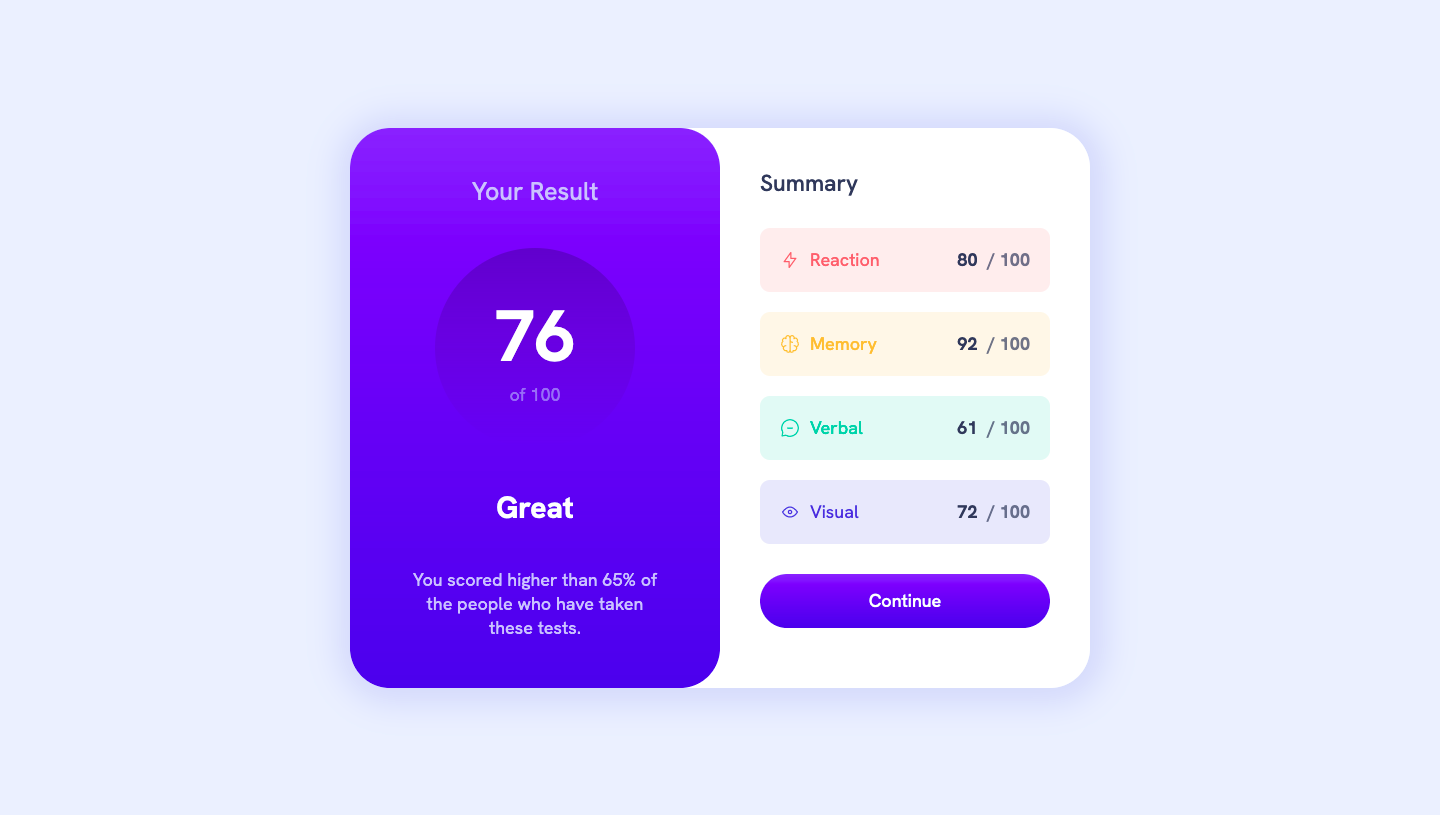 Your Result
76
of 100
Great
You scored higher than 65% of
the people who have taken
these tests.
Summary
Reaction 80 / 100
Memory 92 / 100
Verbal 61 / 100
Visual 72 / 100
Continue